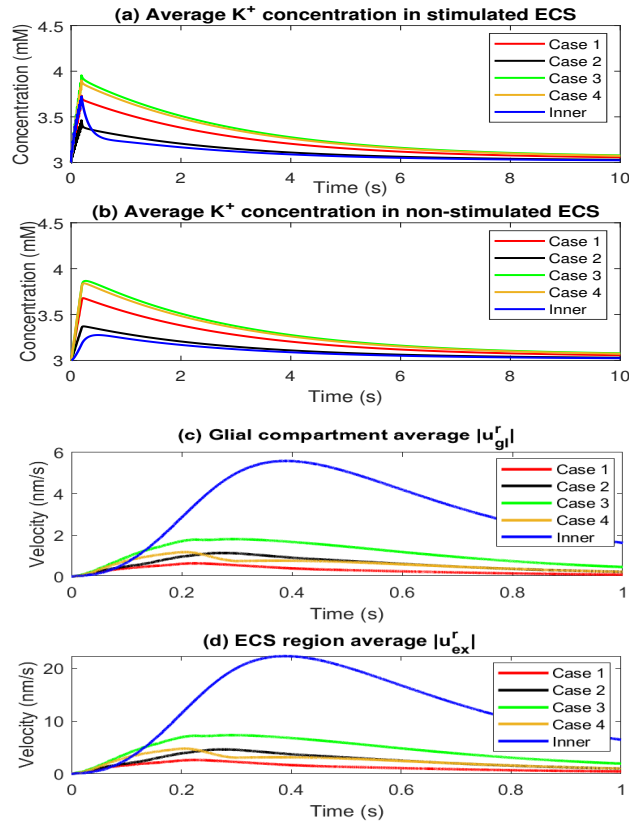 (a) Average K+ concentration in stimulated ECS
Concentration (mM)
4.5
4
3.5
3
0
2
4
6
8
10
Time (s)
Case 1
Case 2
Case 3
Case 4
Inner
(b) Average K+ concentration in non-stimulated ECS
Concentration (mM)
4.5
4
3.5
3
0
2
4
6
8
10
Time (s)
Case 1
Case 2
Case 3
Case 4
Inner
(c) Glial compartment average |u^r_gl|
Velocity (nm/s)
6
4
2
0
0
0.2
0.4
0.6
0.8
1
Time (s)
Case 1
Case 2
Case 3
Case 4
Inner
(d) ECS region average |u^r_ex|
Velocity (nm/s)
20
10
0
0
0.2
0.4
0.6
0.8
1
Time (s)
Case 1
Case 2
Case 3
Case 4
Inner